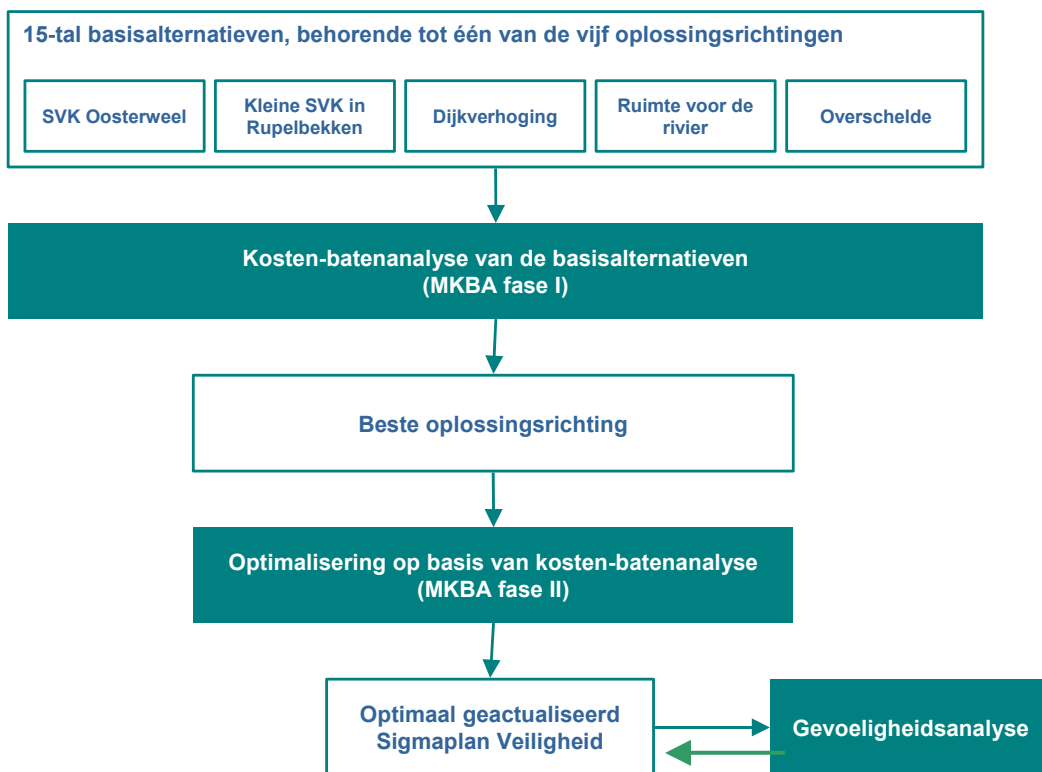 15-tal basisalternatieven, behorende tot één van de vijf oplossingsrichtingen
SVK Oosterweel
Kleine SVK in
Rupelbekken
Dijkverhoging
Ruimte voor de
rivier
Overschelde
Kosten-batenanalyse van de basisalternatieven
(MKBA fase I)
Beste oplossingsrichting
Optimalisering op basis van kosten-batenanalyse
(MKBA fase II)
Optimaal geactualiseerd
Sigmaplan Veiligheid
Gevoeligheidsanalyse